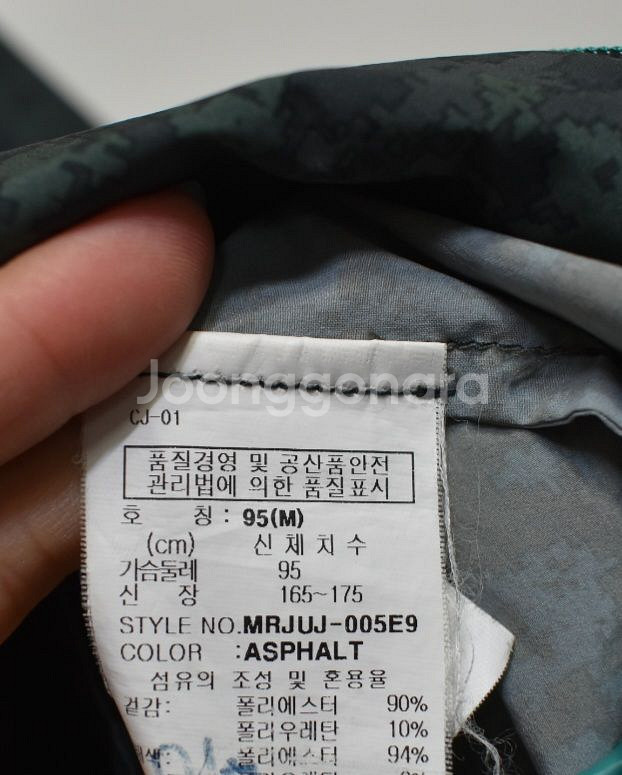 Joonggonara
CJ-01
품질경영 및 공산품안전
관리법에 의한 품질표시
호 칭 : 95(M)
(cm) 신체치수
가슴둘레 95
신 장 165~175
STYLE NO.MRJUJ-005E9
COLOR :ASPHALT
섬유의 조성 및 혼용율
겉감: 폴리에스터 90%
폴리우레탄 10%
폴리에스터 94%